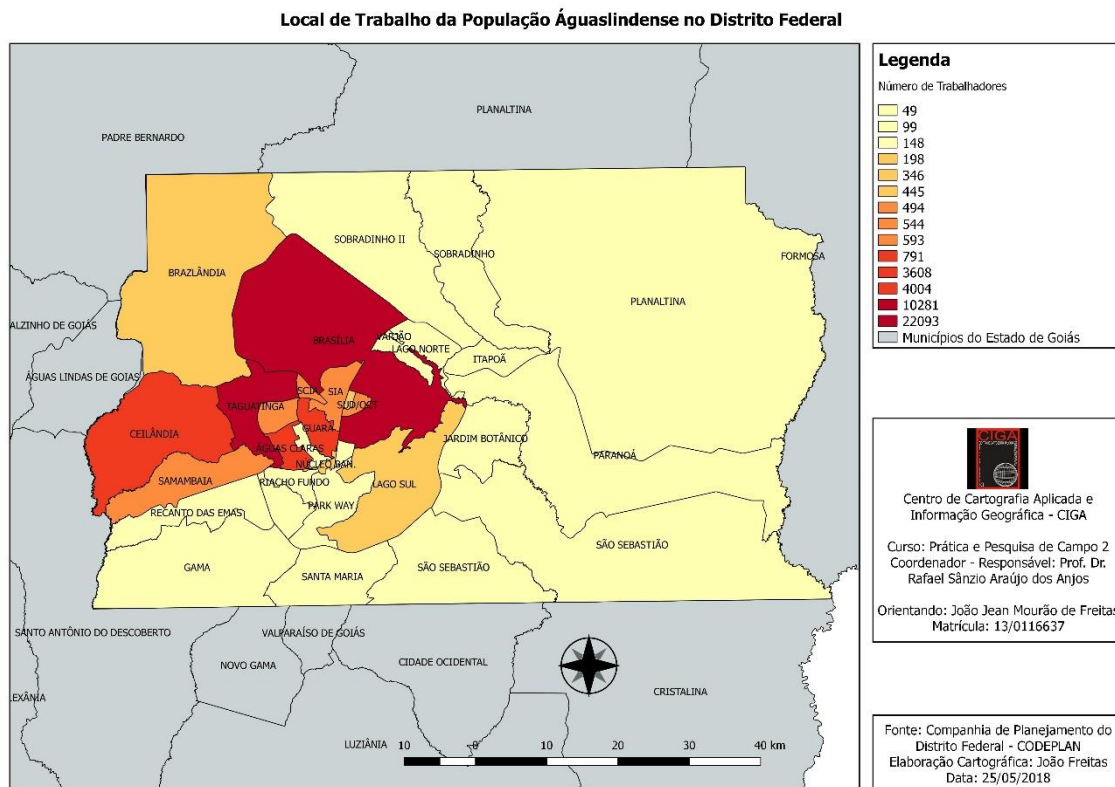 Local de Trabalho da População Águaslindense no Distrito Federal
PADRE BERNARDO
PLANALTINA
SOBRADINHO II
SOBRADINHO
FORMOSA
BRAZLÂNDIA
PLANALTINA
ALZINHO DE GOIÁS
BRASÍLIA
VARJÃO
LAGO NORTE
ITAPOÃ
ÁGUAS LINDAS DE GOIAS
SCIA
SIA
TAGUATINGA
SUD/OCT
CEILÂNDIA
GUARÁ
JARDIM BOTÂNICO
ÁGUAS CLARAS
PARANOÁ
NÚCLEO BAN.
SAMAMBAIA
RIACHO FUNDO
LAGO SUL
PARK WAY
RECANTO DAS EMAS
SÃO SEBASTIÃO
GAMA
SANTA MARIA
SÃO SEBASTIÃO
SANTO ANTÔNIO DO DESCOBERTO
VALPARAÍSO DE GOIÁS
NOVO GAMA
CIDADE OCIDENTAL
LEXÂNIA
CRISTALINA
LUZIÂNIA
10 0 10 20 30 40 km
Legenda
Número de Trabalhadores
49
99
148
198
346
445
494
544
593
791
3608
4004
10281
22093
Municípios do Estado de Goiás
CIGA
Centro de Cartografia Aplicada e
Informação Geográfica - CIGA
Curso: Prática e Pesquisa de Campo 2
Coordenador - Responsável: Prof. Dr.
Rafael Sânzio Araújo dos Anjos
Orientando: João Jean Mourão de Freitas
Matrícula: 13/0116637
Fonte: Companhia de Planejamento do
Distrito Federal - CODEPLAN
Elaboração Cartográfica: João Freitas
Data: 25/05/2018